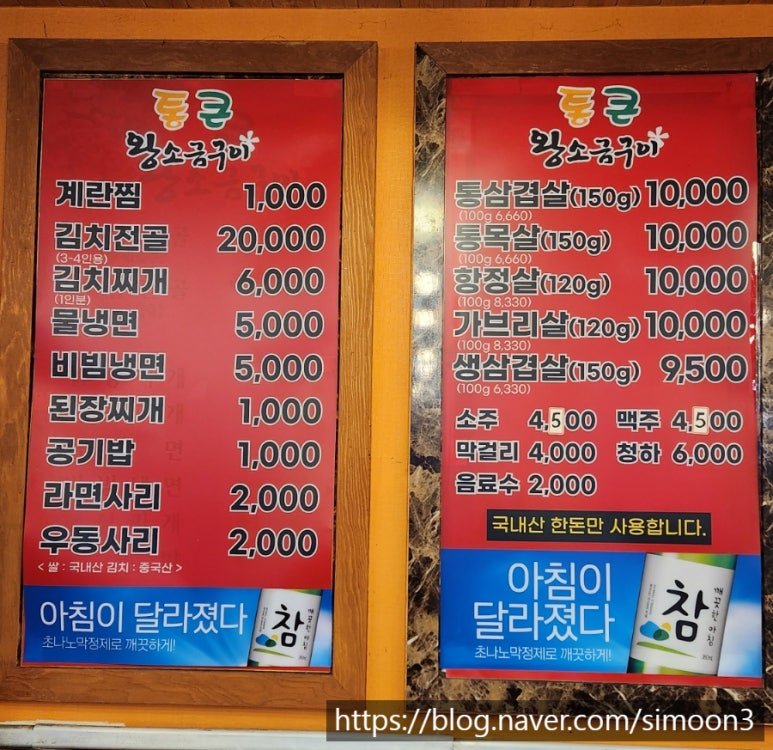 통큰
왕소금구이
계란찜 1,000
김치전골 20,000
(3-4인용)
김치찌개 6,000
(1인분)
물냉면 5,000
비빔냉면 5,000
된장찌개 1,000
공기밥 1,000
라면사리 2,000
우동사리 2,000
< 쌀 : 국내산 김치 : 중국산 >
아침이 달라졌다
초나노막정제로 깨끗하게!
깨끗한 아침
참
통큰
왕소금구이
통삼겹살(150g) 10,000
(100g 6,660)
통목살(150g) 10,000
(100g 6,660)
항정살(120g) 10,000
(100g 8,330)
가브리살(120g) 10,000
(100g 8,330)
생삼겹살(150g) 9,500
(100g 6,330)
소주 4,500 맥주 4,500
막걸리 4,000 청하 6,000
음료수 2,000
국내산 한돈만 사용합니다.
아침이
달라졌다
초나노막정제로 깨끗하게!
깨끗한 아침
참
https://blog.naver.com/simoon3